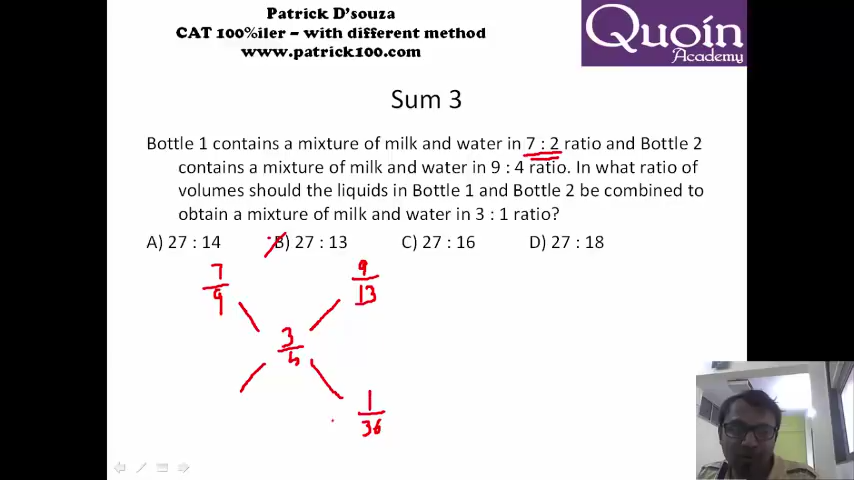 Patrick D'souza
CAT 100%iler – with different method
www.patrick100.com
Quoin
Academy
Sum 3
Bottle 1 contains a mixture of milk and water in 7 : 2 ratio and Bottle 2
contains a mixture of milk and water in 9 : 4 ratio. In what ratio of
volumes should the liquids in Bottle 1 and Bottle 2 be combined to
obtain a mixture of milk and water in 3 : 1 ratio?
A) 27 : 14 B) 27 : 13 C) 27 : 16 D) 27 : 18
7 9
9 13
3
4
1
36